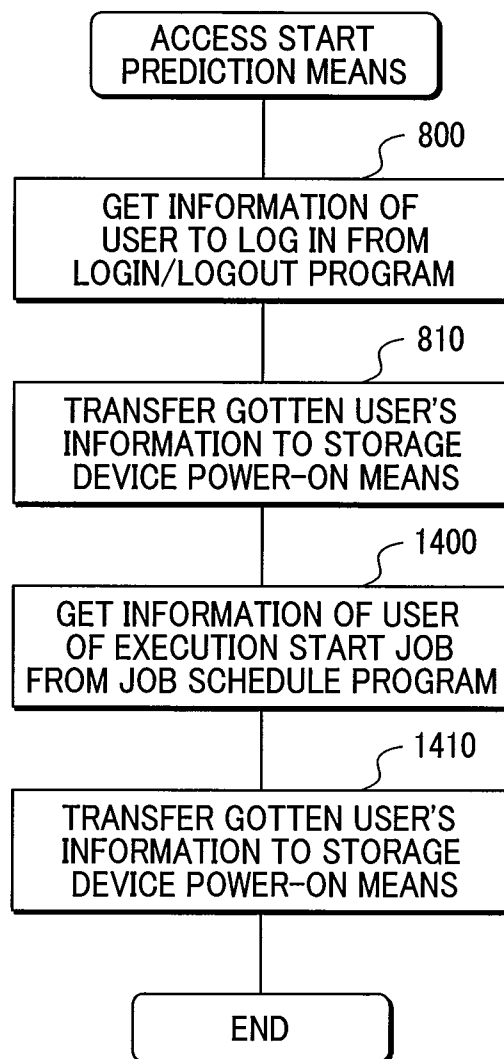 ACCESS START
PREDICTION MEANS
800
GET INFORMATION OF
USER TO LOG IN FROM
LOGIN/LOGOUT PROGRAM
810
TRANSFER GOTTEN USER'S
INFORMATION TO STORAGE
DEVICE POWER-ON MEANS
1400
GET INFORMATION OF USER
OF EXECUTION START JOB
FROM JOB SCHEDULE PROGRAM
1410
TRANSFER GOTTEN USER'S
INFORMATION TO STORAGE
DEVICE POWER-ON MEANS
END